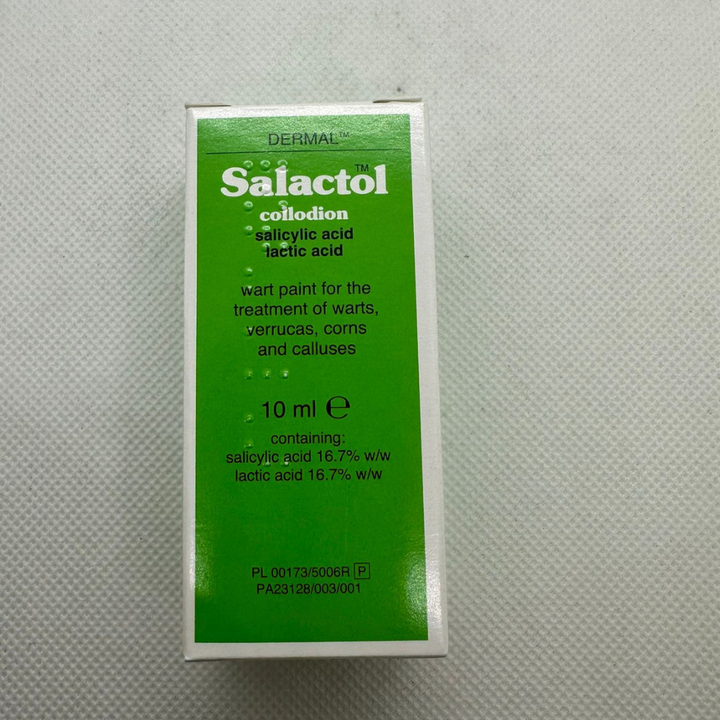 DERMAL™
Salactol™
collodion
salicylic acid
lactic acid
wart paint for the
treatment of warts,
verrucas, corns
and calluses
10 ml ℮
containing:
salicylic acid 16.7% w/w
lactic acid 16.7% w/w
PL 00173/5006R P
PA23128/003/001